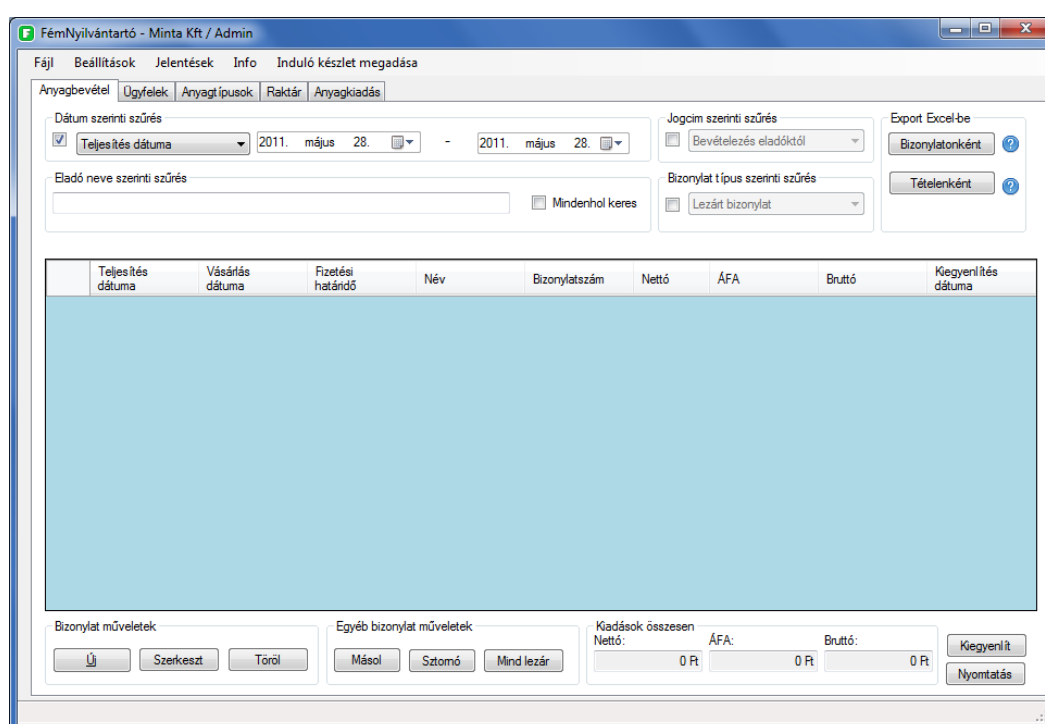 FémNyilvántartó - Minta Kft / Admin
Fájl Beállítások Jelentések Info Induló készlet megadása
Anyagbevétel Ügyfelek Anyagtípusok Raktár Anyagkiadás
Dátum szerinti szűrés Jogcím szerinti szűrés Export Excel-be
Teljesítés dátuma 2011. május 28. - 2011. május 28. Bevételezés eladóktól Bizonylatonként ?
Eladó neve szerinti szűrés Bizonylat típus szerinti szűrés Tételenként ?
Mindenhol keres Lezárt bizonylat
Teljesítés dátuma Vásárlás dátuma Fizetési határidő Név Bizonylatszám Nettó ÁFA Bruttó Kiegyenlítés dátuma
Bizonylat műveletek Egyéb bizonylat műveletek Kiadások összesen
Nettó: ÁFA: Bruttó:
Új Szerkeszt Töröl Másol Sztornó Mind lezár 0 Ft 0 Ft 0 Ft Kiegyenlít
Nyomtatás